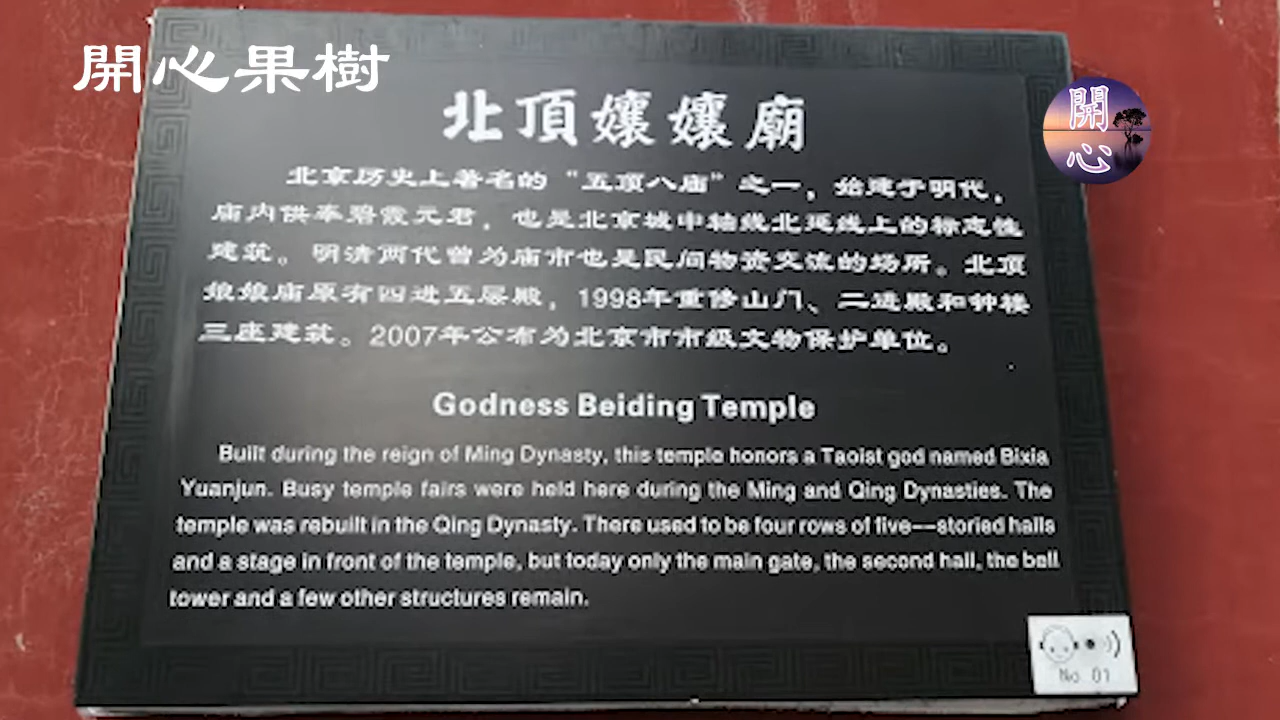 開心果樹
開
心
北頂孃孃廟
北京历史上著名的“五顶八庙”之一，始建于明代，
庙内供奉碧霞元君，也是北京城中轴线北延线上的标志性
建筑。明清两代曾为庙市也是民间物资交流的场所。北顶
娘娘庙原有四进五层殿，1998年重修山门、二进殿和钟楼
三座建筑。2007年公布为北京市市级文物保护单位。
Godness Beiding Temple
Built during the reign of Ming Dynasty, this temple honors a Taoist god named Bixia
Yuanjun. Busy temple fairs were held here during the Ming and Qing Dynasties. The
temple was rebuilt in the Qing Dynasty. There used to be four rows of five--storied halls
and a stage in front of the temple, but today only the main gate, the second hall, the bell
tower and a few other structures remain.
No 01